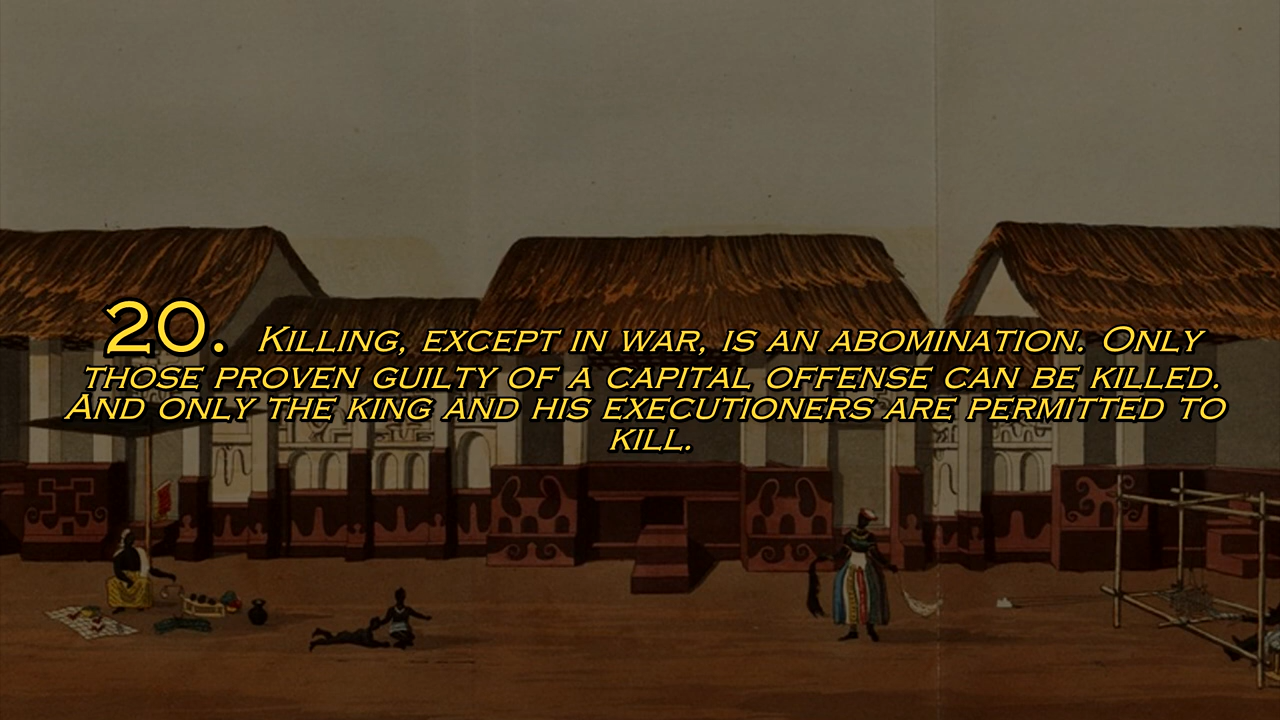 20. Killing, except in war, is an abomination. Only
those proven guilty of a capital offense can be killed.
And only the king and his executioners are permitted to
kill.